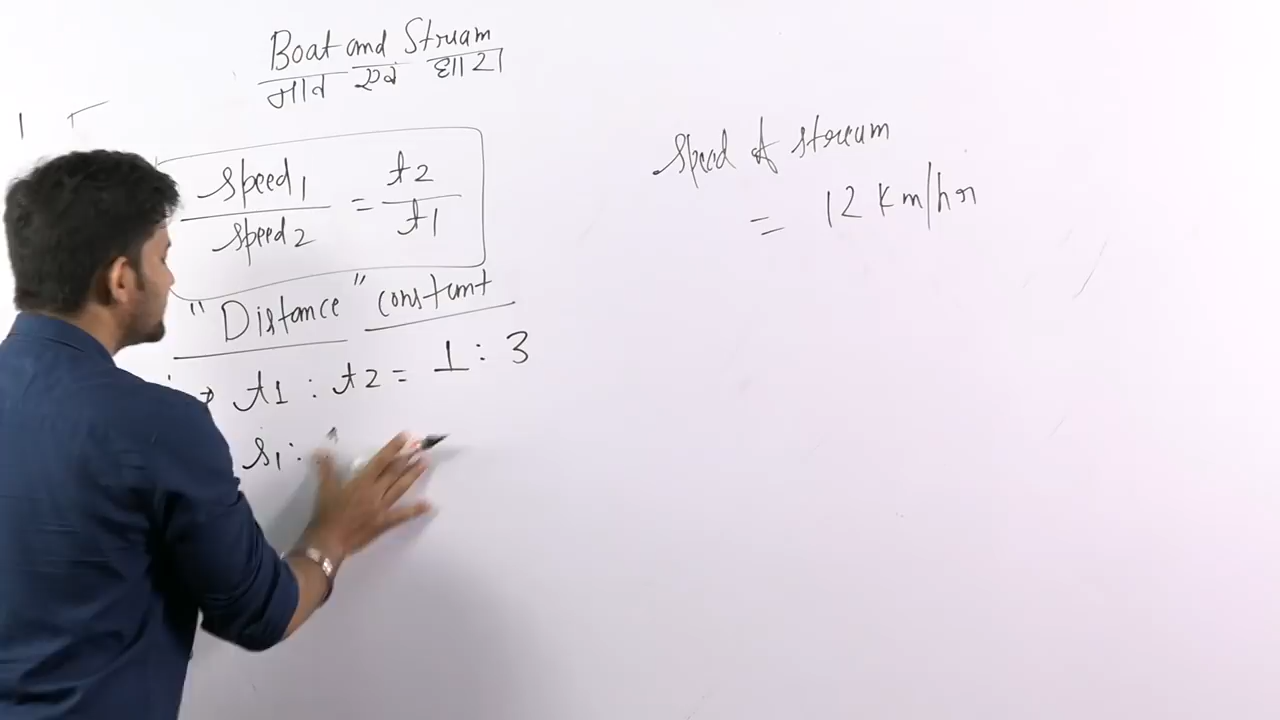 Boat and Stream
नाव एवं धारा
speed1 / speed2 = t2 / t1
"Distance" constant
→ t1 : t2 = 1 : 3
s1 :
Speed of stream
= 12 Km/hr